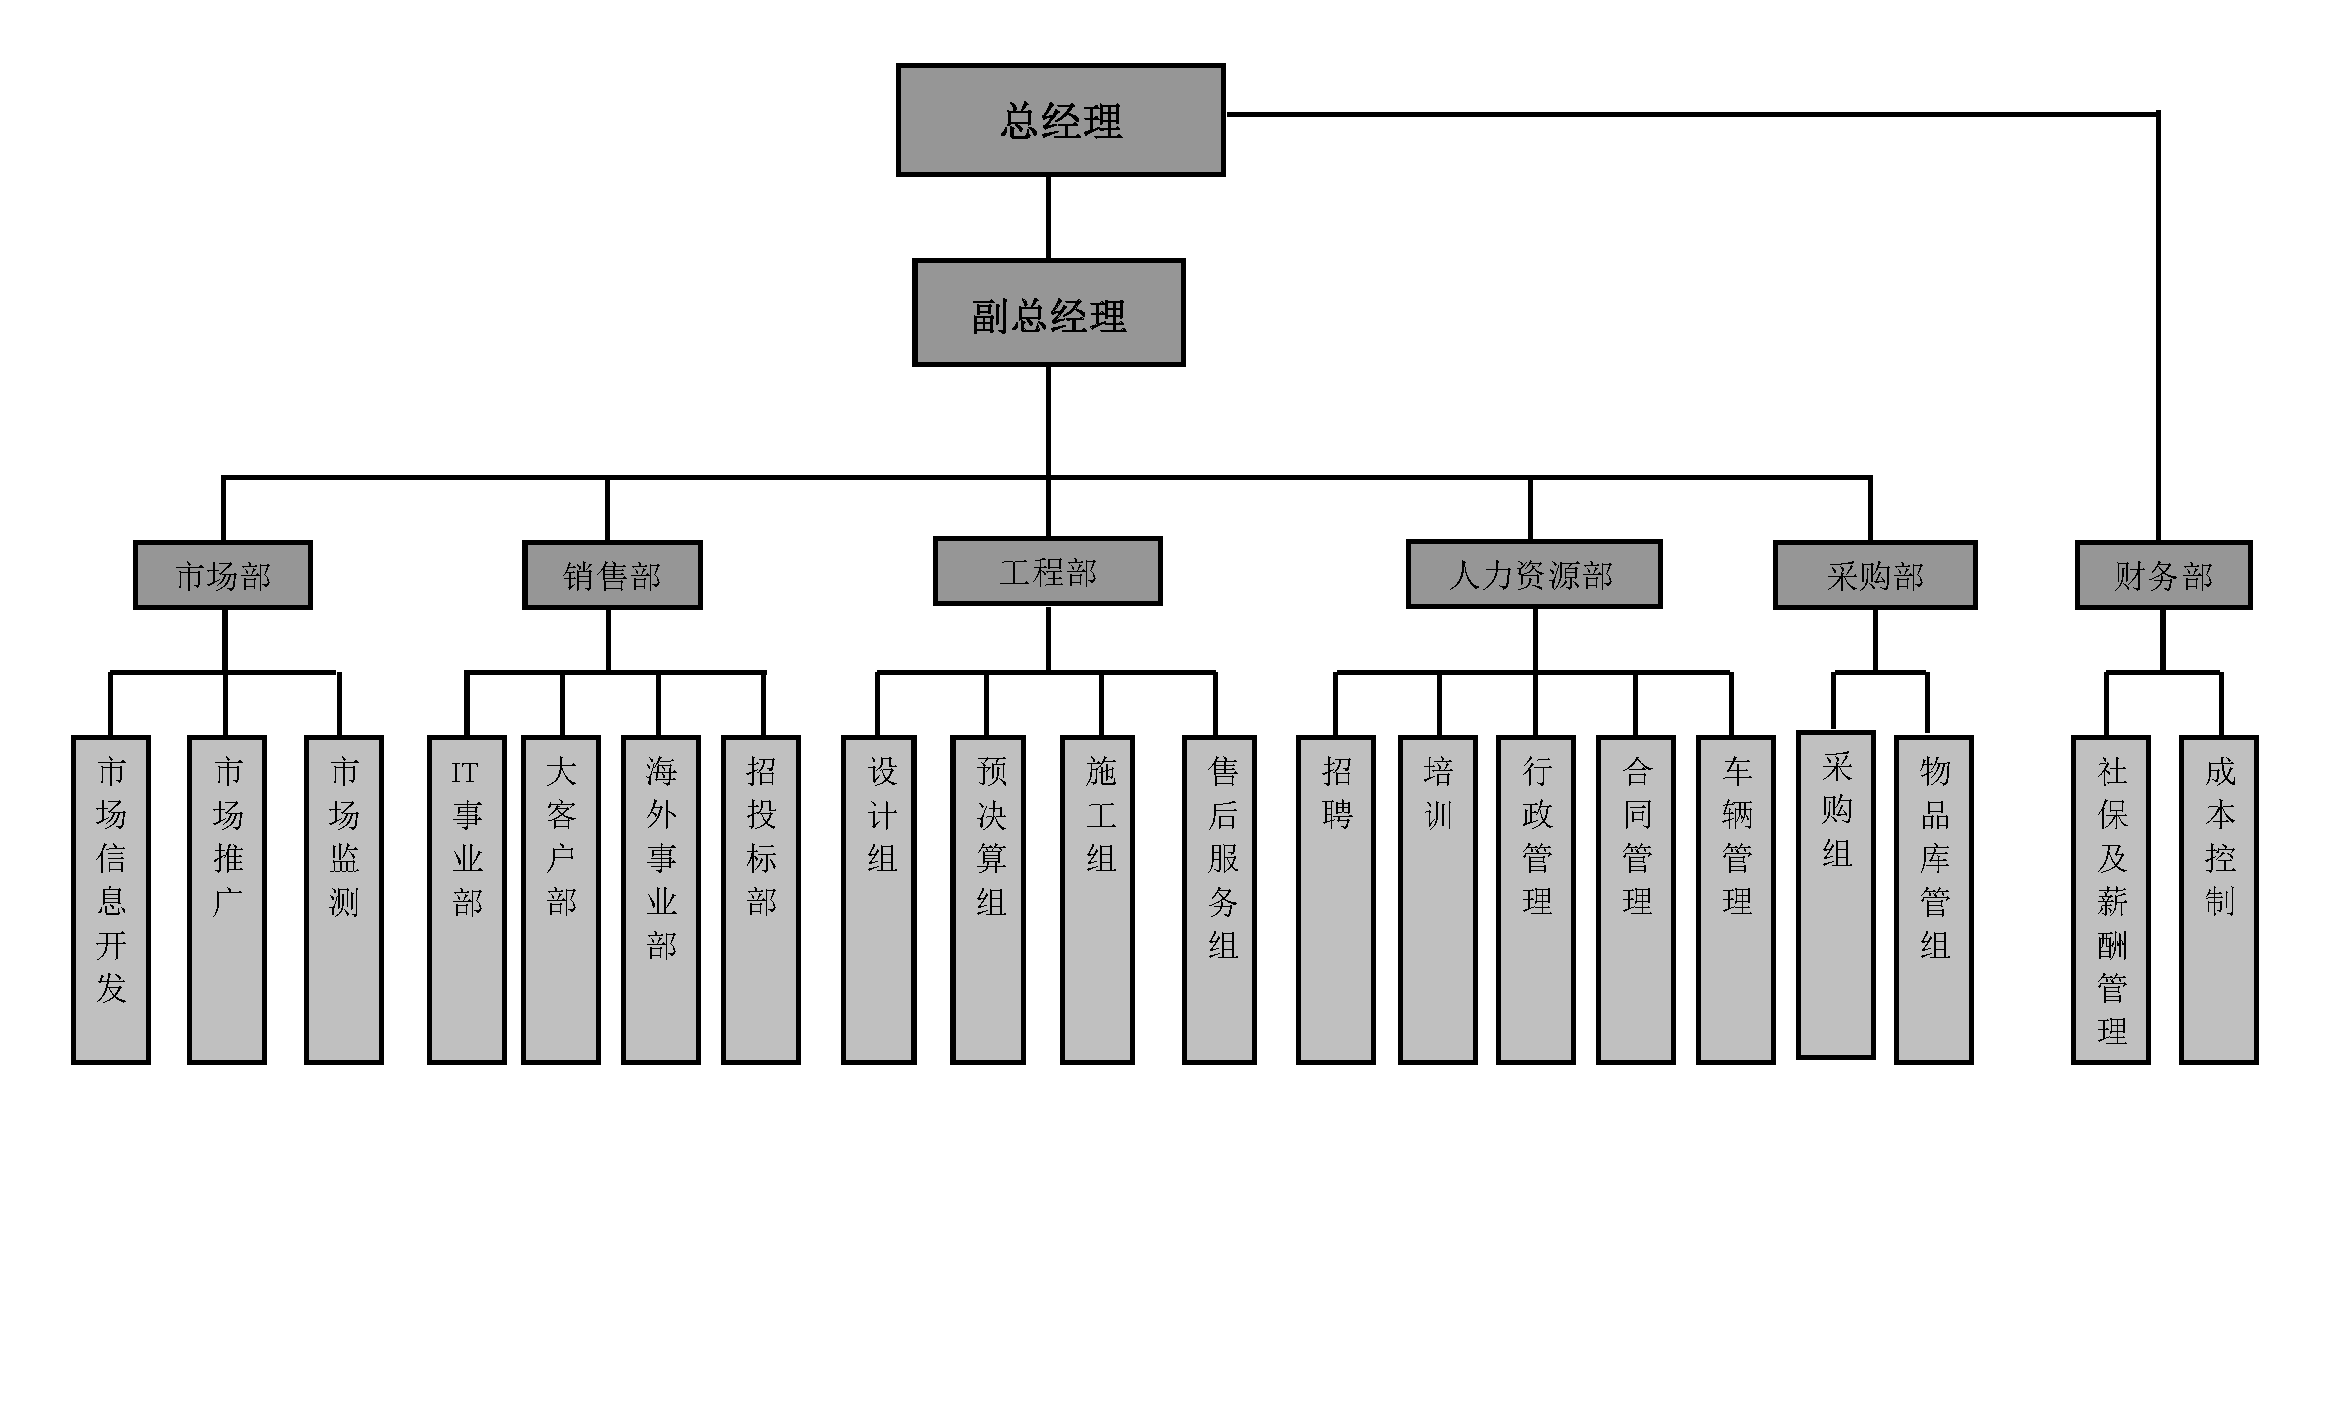 总经理
副总经理
市场部
销售部
工程部
人力资源部
采购部
财务部
市场信息开发
市场推广
市场监测
IT事业部
大客户部
海外事业部
招投标部
设计组
预决算组
施工组
售后服务组
招聘
培训
行政管理
合同管理
车辆管理
采购组
物品库管组
社保及薪酬管理
成本控制